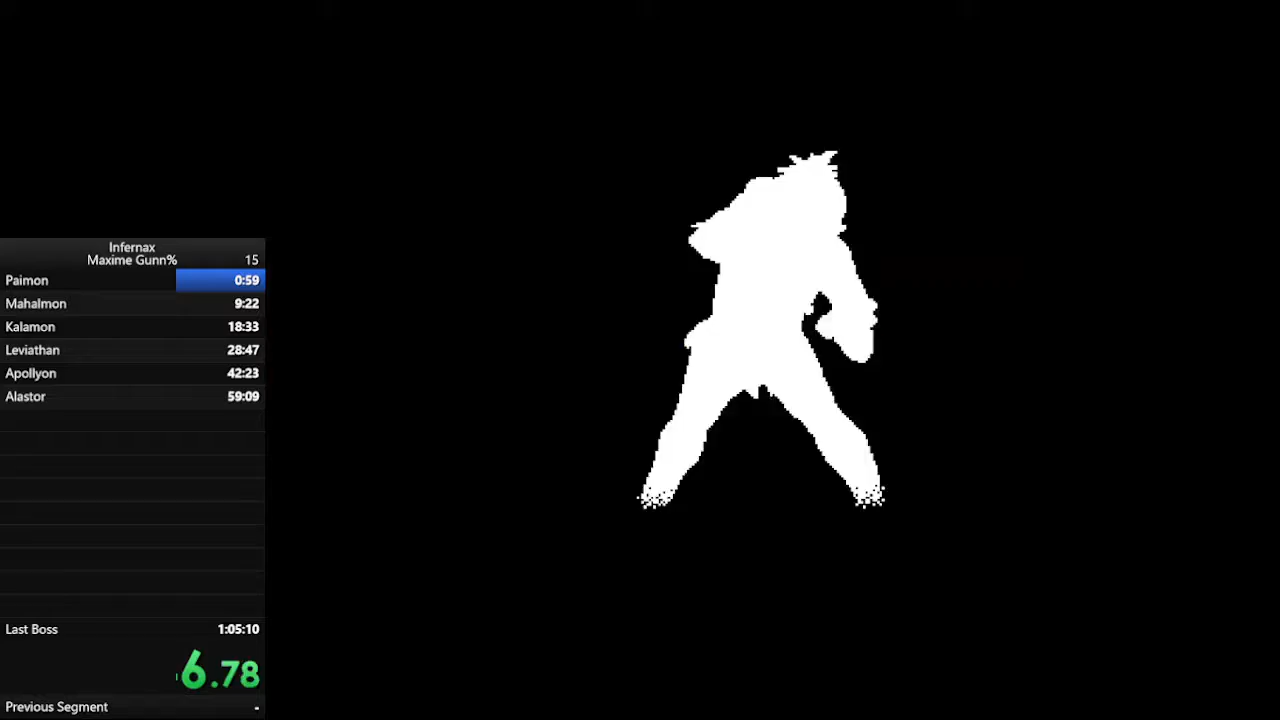 Infernax
Maxime Gunn% 15
Paimon 0:59
Mahalmon 9:22
Kalamon 18:33
Leviathan 28:47
Apollyon 42:23
Alastor 59:09
Last Boss 1:05:10
6.78
Previous Segment -